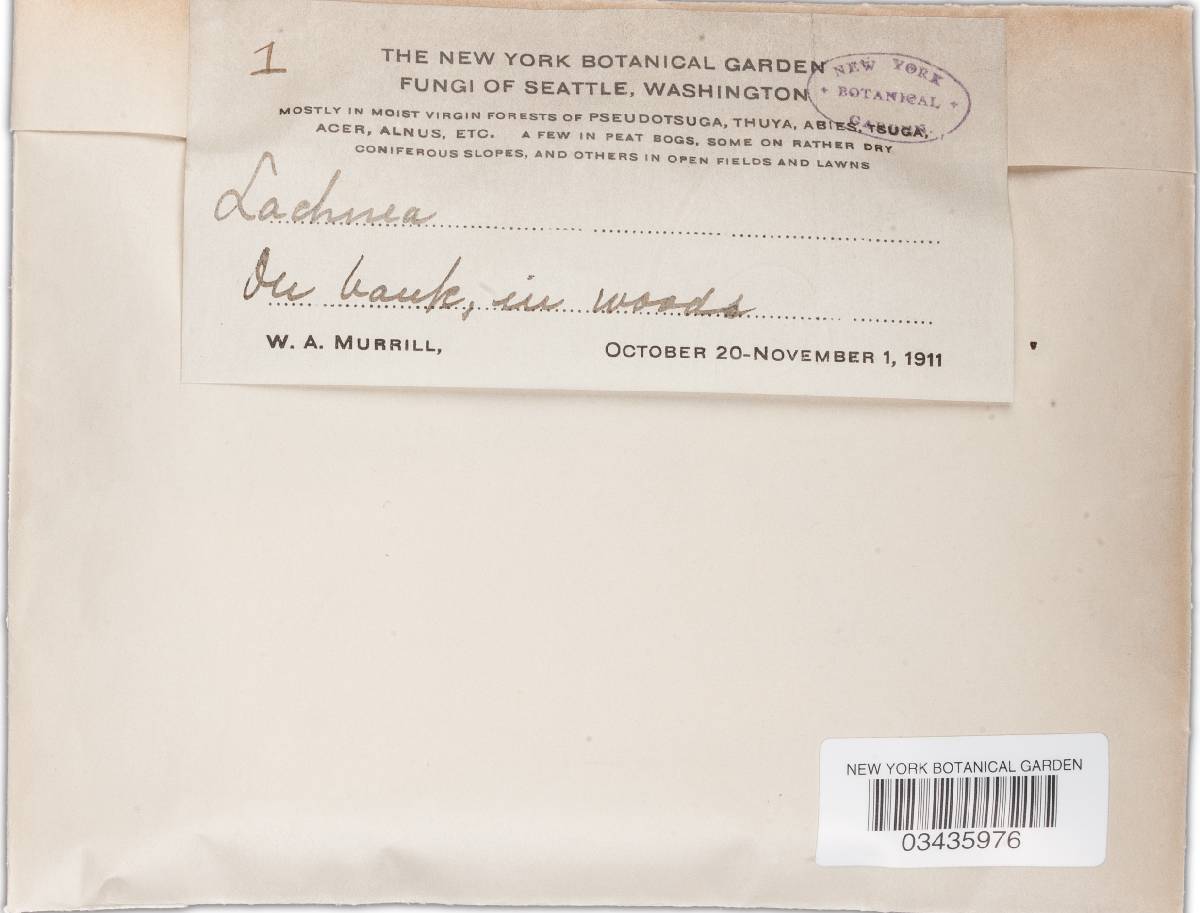 1
THE NEW YORK BOTANICAL GARDEN
FUNGI OF SEATTLE, WASHINGTON
MOSTLY IN MOIST VIRGIN FORESTS OF PSEUDOTSUGA, THUYA, ABIES, TSUGA,
ACER, ALNUS, ETC. A FEW IN PEAT BOGS, SOME ON RATHER DRY
CONIFEROUS SLOPES, AND OTHERS IN OPEN FIELDS AND LAWNS
NEW YORK
BOTANICAL
GARDEN
Lachnea
On bank, in woods
W. A. MURRILL, OCTOBER 20-NOVEMBER 1, 1911
NEW YORK BOTANICAL GARDEN
03435976